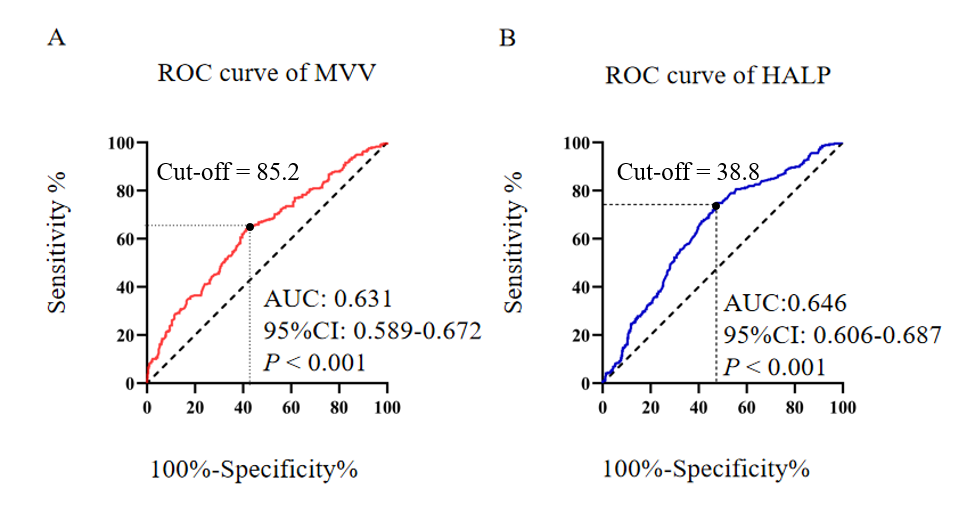 A
ROC curve of MVV
Sensitivity %
100
80
60
40
20
0
Cut-off = 85.2
AUC: 0.631
95%CI: 0.589-0.672
P < 0.001
0 20 40 60 80 100
100%-Specificity%
B
ROC curve of HALP
Sensitivity %
100
80
60
40
20
0
Cut-off = 38.8
AUC:0.646
95%CI: 0.606-0.687
P < 0.001
0 20 40 60 80 100
100%-Specificity%